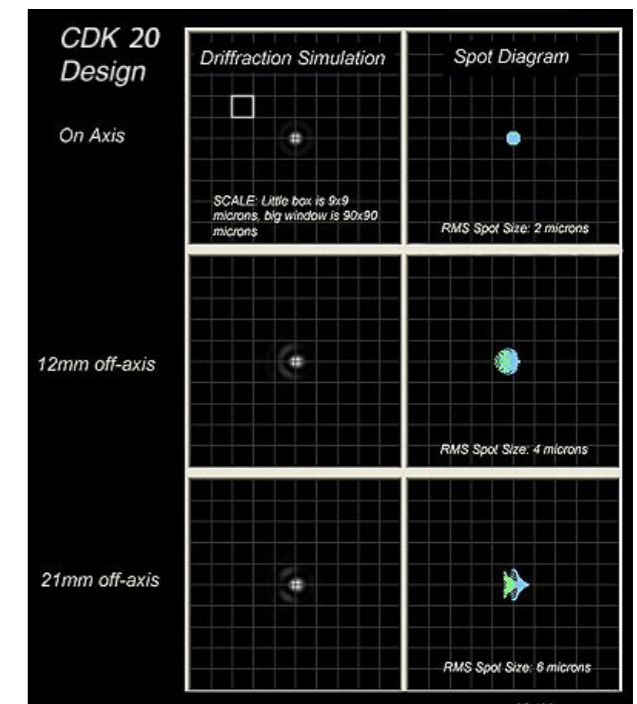 CDK 20
Design
Driffraction Simulation
Spot Diagram
On Axis
SCALE: Little box is 9x9
microns, big window is 90x90
microns
RMS Spot Size: 2 microns
12mm off-axis
RMS Spot Size: 4 microns
21mm off-axis
RMS Spot Size: 6 microns